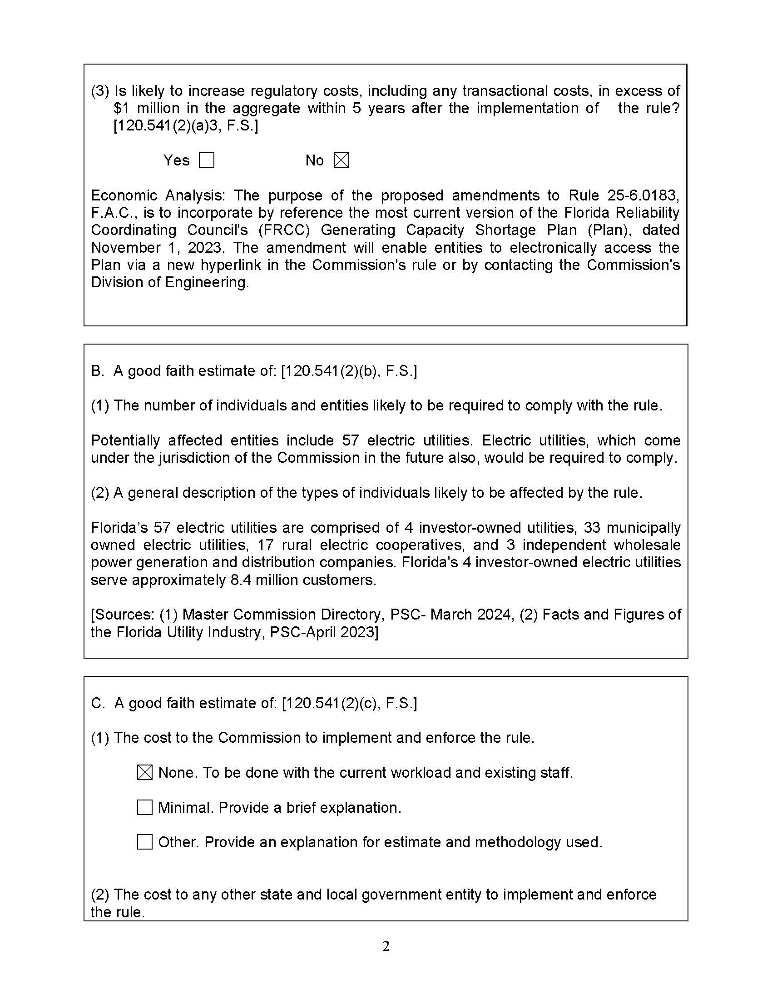 (3) Is likely to increase regulatory costs, including any transactional costs, in excess of
$1 million in the aggregate within 5 years after the implementation of the rule?
[120.541(2)(a)3, F.S.]
Yes ☐ No ☒
Economic Analysis: The purpose of the proposed amendments to Rule 25-6.0183,
F.A.C., is to incorporate by reference the most current version of the Florida Reliability
Coordinating Council's (FRCC) Generating Capacity Shortage Plan (Plan), dated
November 1, 2023. The amendment will enable entities to electronically access the
Plan via a new hyperlink in the Commission's rule or by contacting the Commission's
Division of Engineering.
B. A good faith estimate of: [120.541(2)(b), F.S.]
(1) The number of individuals and entities likely to be required to comply with the rule.
Potentially affected entities include 57 electric utilities. Electric utilities, which come
under the jurisdiction of the Commission in the future also, would be required to comply.
(2) A general description of the types of individuals likely to be affected by the rule.
Florida’s 57 electric utilities are comprised of 4 investor-owned utilities, 33 municipally
owned electric utilities, 17 rural electric cooperatives, and 3 independent wholesale
power generation and distribution companies. Florida's 4 investor-owned electric utilities
serve approximately 8.4 million customers.
[Sources: (1) Master Commission Directory, PSC- March 2024, (2) Facts and Figures of
the Florida Utility Industry, PSC-April 2023]
C. A good faith estimate of: [120.541(2)(c), F.S.]
(1) The cost to the Commission to implement and enforce the rule.
☒ None. To be done with the current workload and existing staff.
☐ Minimal. Provide a brief explanation.
☐ Other. Provide an explanation for estimate and methodology used.
(2) The cost to any other state and local government entity to implement and enforce
the rule.
2